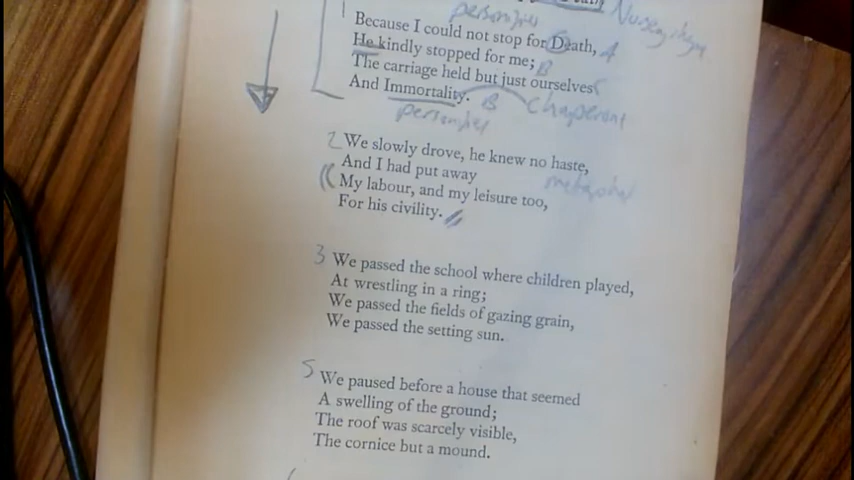 personifies
Nursery rhyme
1
Because I could not stop for Death, A
He kindly stopped for me; B
The carriage held but just ourselves C
And Immortality. B
chaperont
personifies
2 We slowly drove, he knew no haste,
And I had put away
My labour, and my leisure too,
metaphor
For his civility.
3 We passed the school where children played,
At wrestling in a ring;
We passed the fields of gazing grain,
We passed the setting sun.
5 We paused before a house that seemed
A swelling of the ground;
The roof was scarcely visible,
The cornice but a mound.